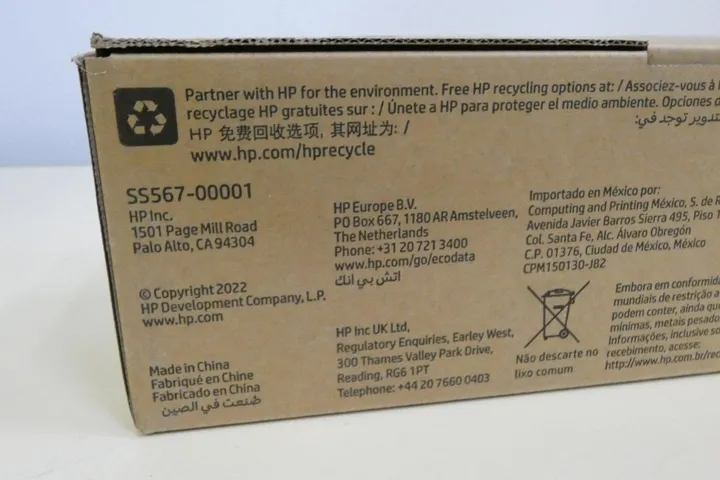 Partner with HP for the environment. Free HP recycling options at: / Associez-vous à
recyclage HP gratuites sur : / Únete a HP para proteger el medio ambiente. Opciones
HP 免费回收选项, 其网址为: /
تدوير توجد في:
www.hp.com/hprecycle
SS567-00001
HP Inc.
1501 Page Mill Road
Palo Alto, CA 94304
© Copyright 2022
HP Development Company, L.P.
www.hp.com
Made in China
Fabriqué en Chine
Fabricado en China
صنعت في الصين
HP Europe B.V.
PO Box 667, 1180 AR Amstelveen,
The Netherlands
Phone: +31 20 721 3400
www.hp.com/go/ecodata
اتش بي انك
HP Inc UK Ltd,
Regulatory Enquiries, Earley West,
300 Thames Valley Park Drive,
Reading, RG6 1PT
Telephone: +44 20 7660 0403
Importado en México por:
Computing and Printing México, S. de
Avenida Javier Barros Sierra 495, Piso
Col. Santa Fe, Alc. Álvaro Obregón
C.P. 01376, Ciudad de México, México
CPM150130-J82
Não descarte no
lixo comum
Embora em
mundiais de restrição
podem conter, ainda
mínimas, metais
Informações, inclusive
recebimento, acesse:
http://www.hp.com.br/